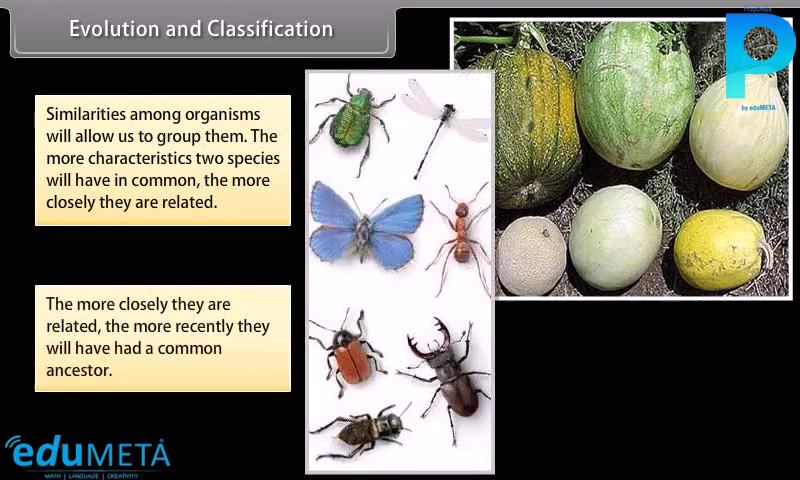 Evolution and Classification
Similarities among organisms
will allow us to group them. The
more characteristics two species
will have in common, the more
closely they are related.
The more closely they are
related, the more recently they
will have had a common
ancestor.
P
by eduMETA
eduMETA
MATH | LANGUAGE | CREATIVITY